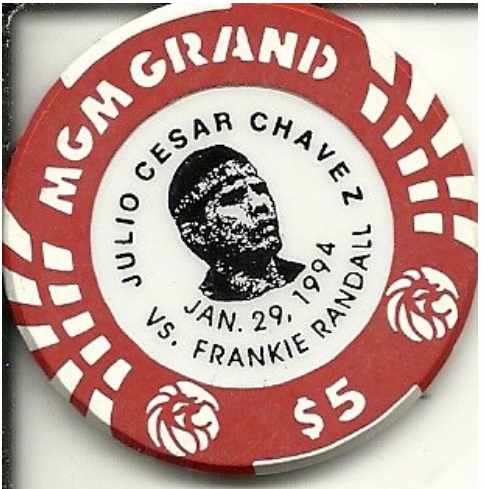 MGM GRAND
JULIO CESAR CHAVEZ
JAN. 29, 1994
VS. FRANKIE RANDALL
$5